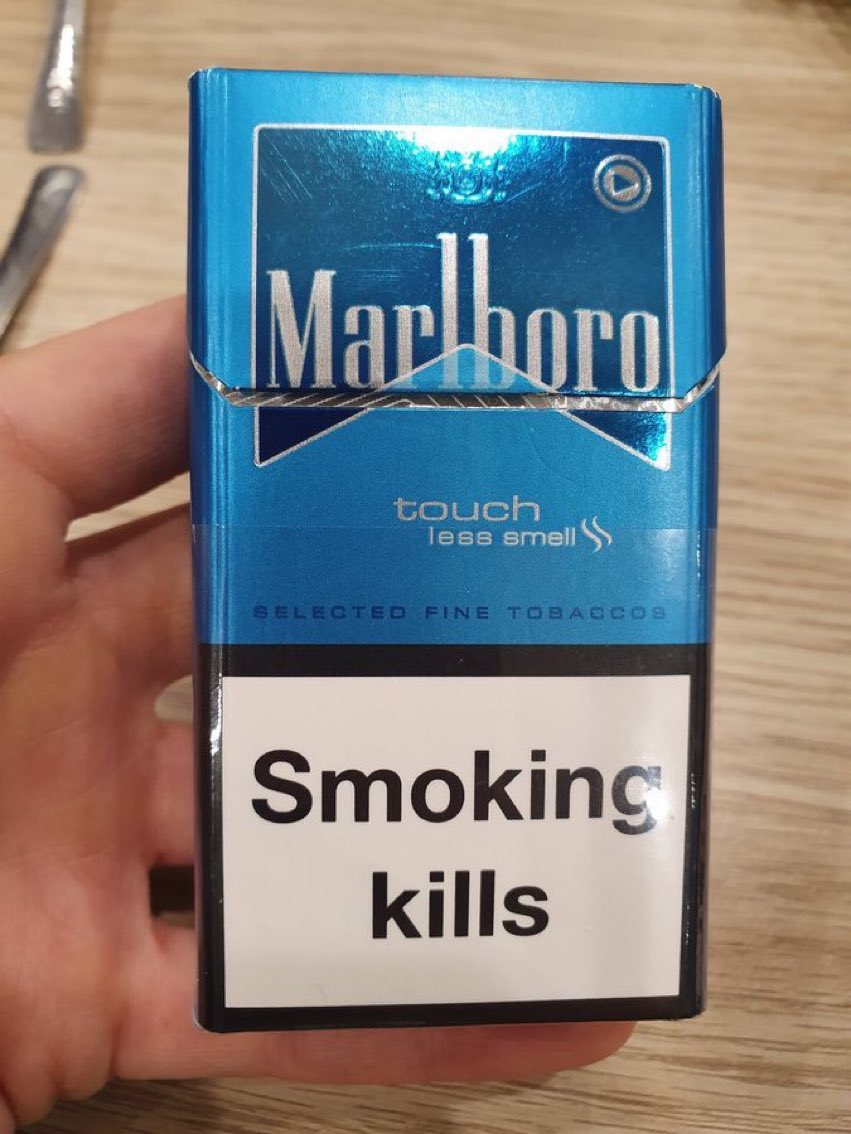 Marlboro
touch
less smell
SELECTED FINE TOBACCOS
Smoking
kills